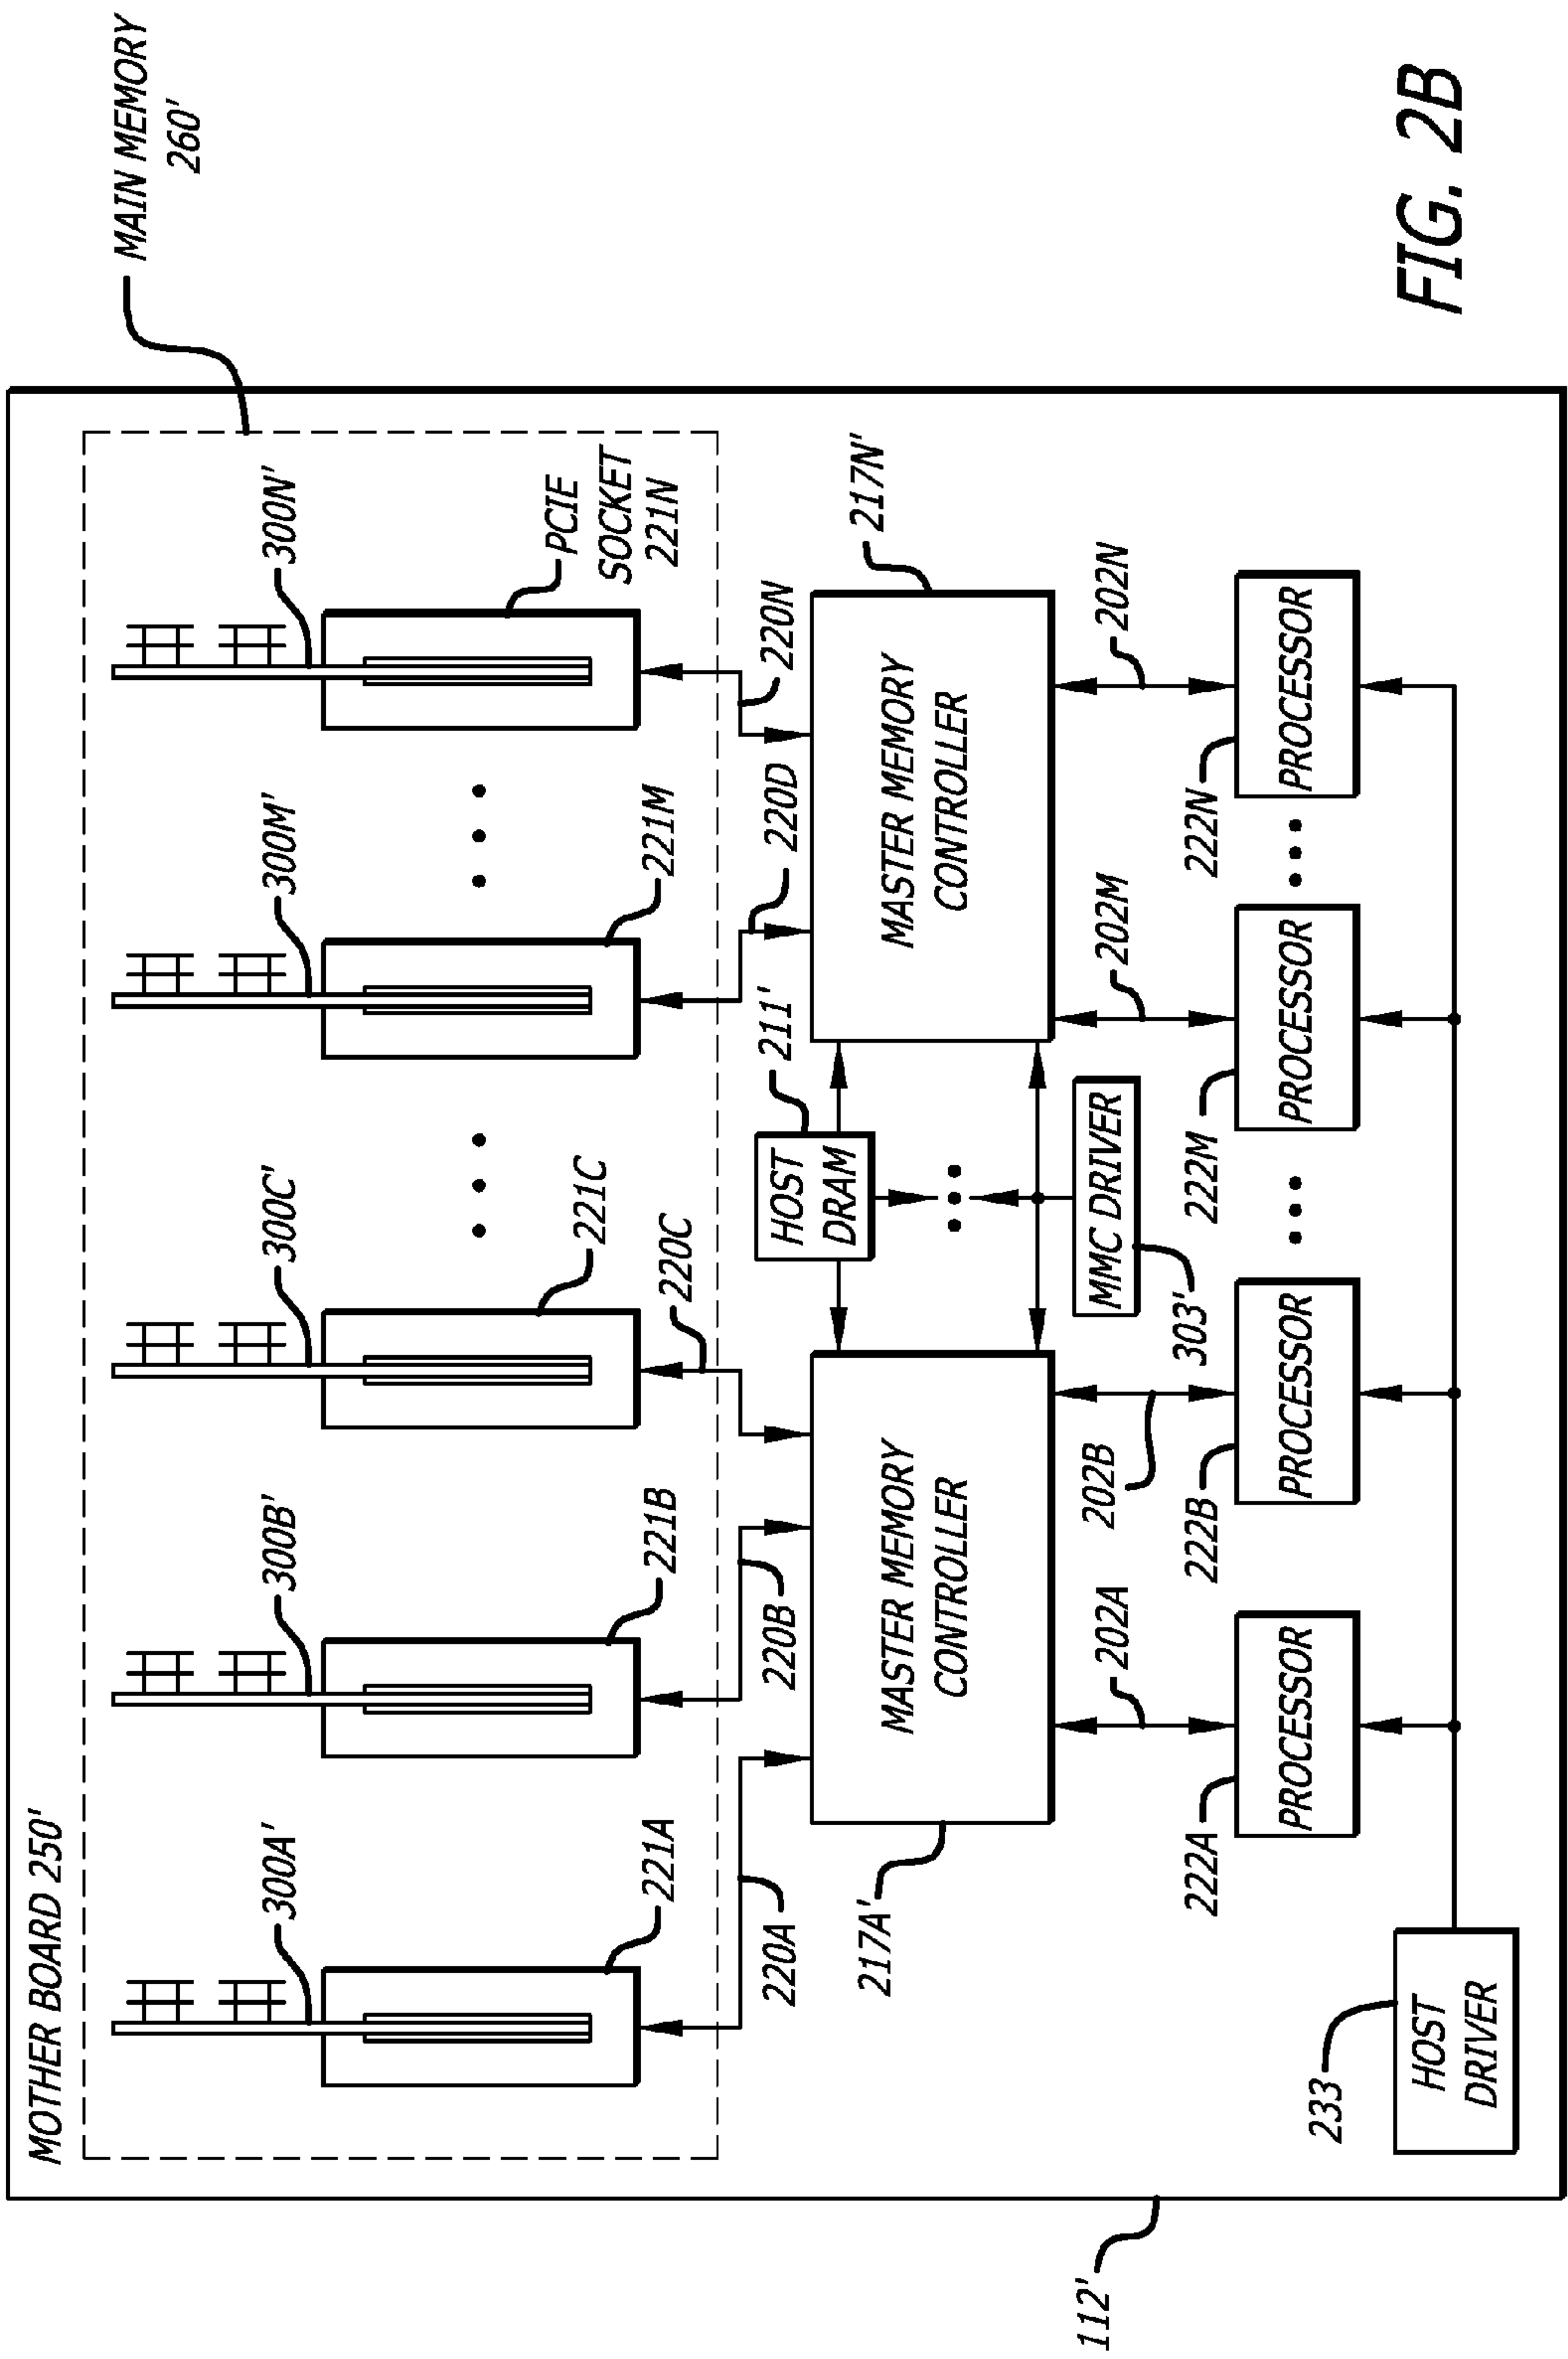 MOTHER BOARD 250'
MAIN MEMORY
260'
300A'
300B'
300C'
300M'
300N'
221A
221B
221C
221M
PCIE
SOCKET
221N
220A
220B
220C
220D
220N
217A'
MASTER MEMORY
CONTROLLER
HOST
DRAM
211'
MASTER MEMORY
CONTROLLER
217N'
MMC DRIVER
303'
202A
202B
202M
202N
222A
PROCESSOR
222B
PROCESSOR
222M
PROCESSOR
222N
PROCESSOR
233
HOST
DRIVER
112'
FIG. 2B